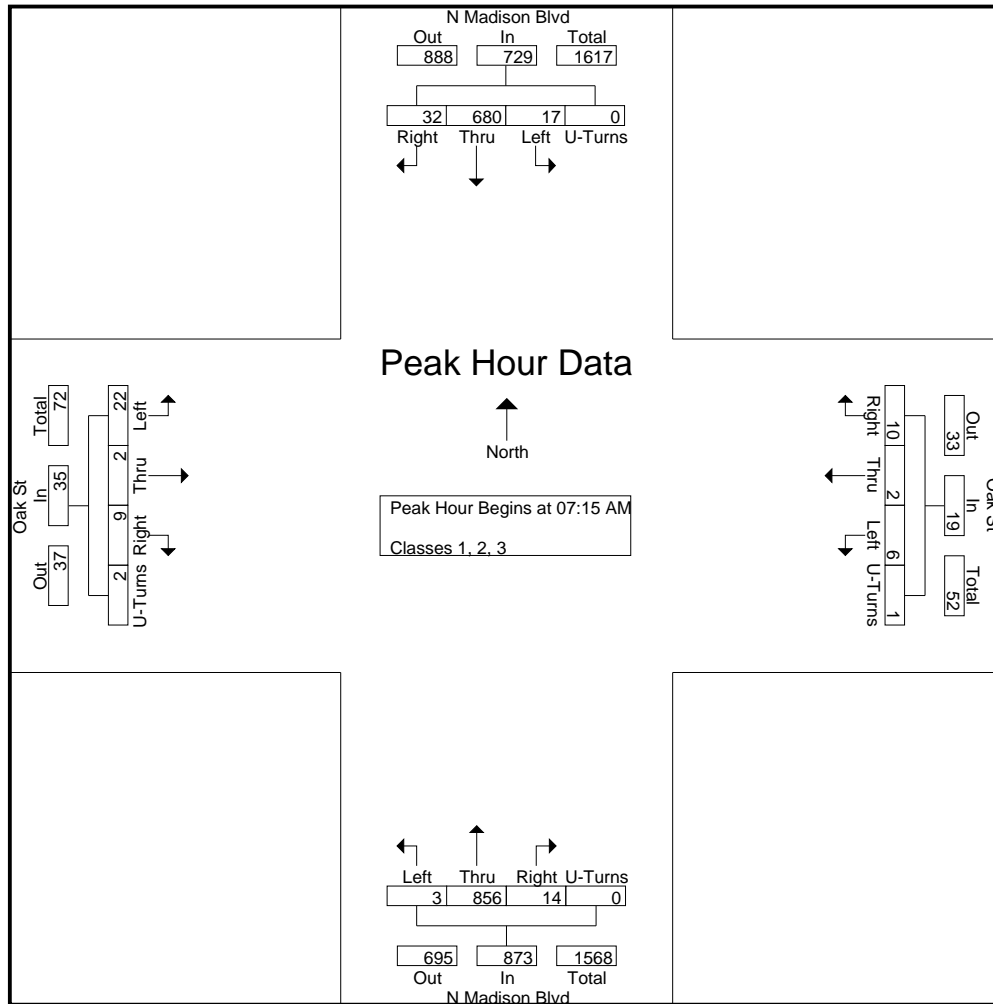 N Madison Blvd
Out In Total
888 729 1617
32 680 17 0
Right Thru Left U-Turns
Peak Hour Data
North
Peak Hour Begins at 07:15 AM
Classes 1, 2, 3
Oak St
Total In Out
72 35 37
22 2 9 2
Left Thru Right U-Turns
Right Thru Left U-Turns
10 2 6 1
Out In Total
33 19 52
Oak St
Left Thru Right U-Turns
3 856 14 0
695 873 1568
Out In Total
N Madison Blvd